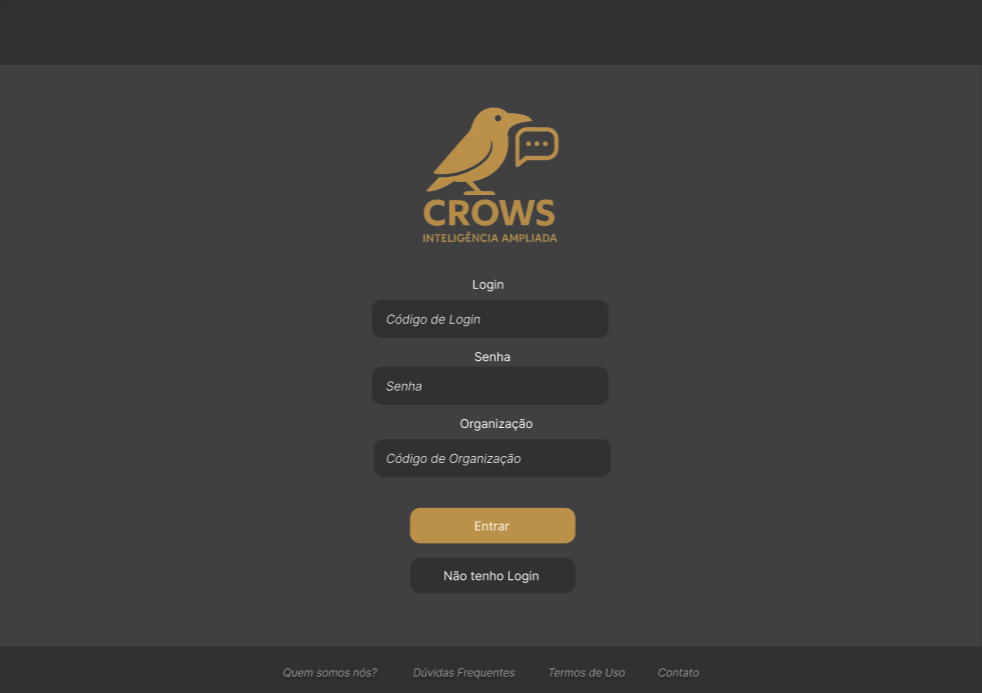 CROWS
INTELIGÊNCIA AMPLIADA
Login
Código de Login
Senha
Senha
Organização
Código de Organização
Entrar
Não tenho Login
Quem somos nós? Dúvidas Frequentes Termos de Uso Contato